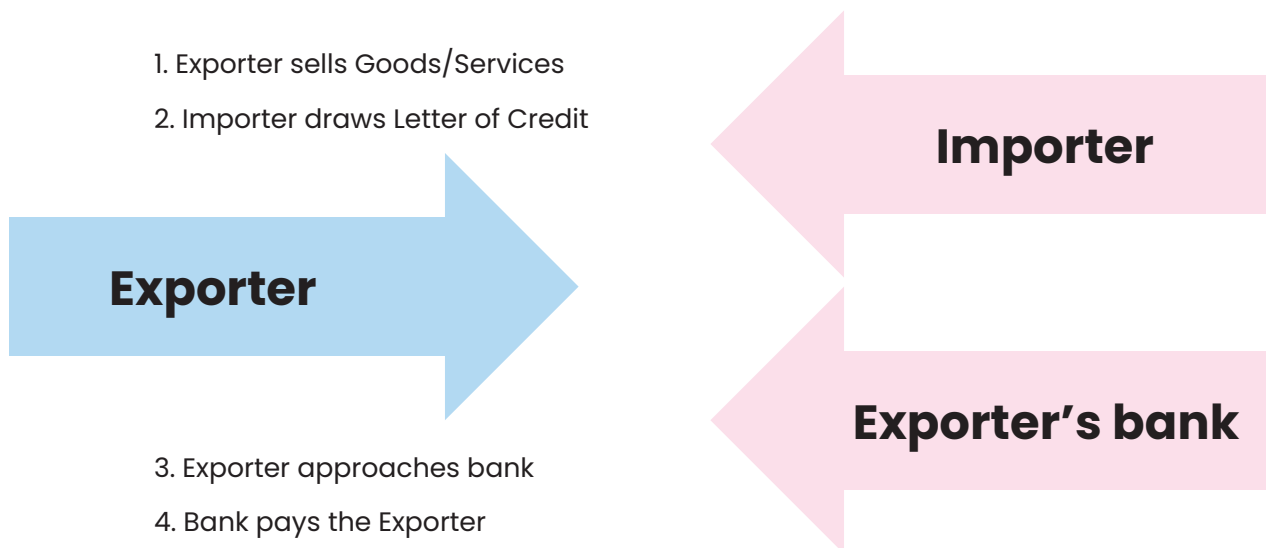 1. Exporter sells Goods/Services
2. Importer draws Letter of Credit
Importer
Exporter
Exporter’s bank
3. Exporter approaches bank
4. Bank pays the Exporter